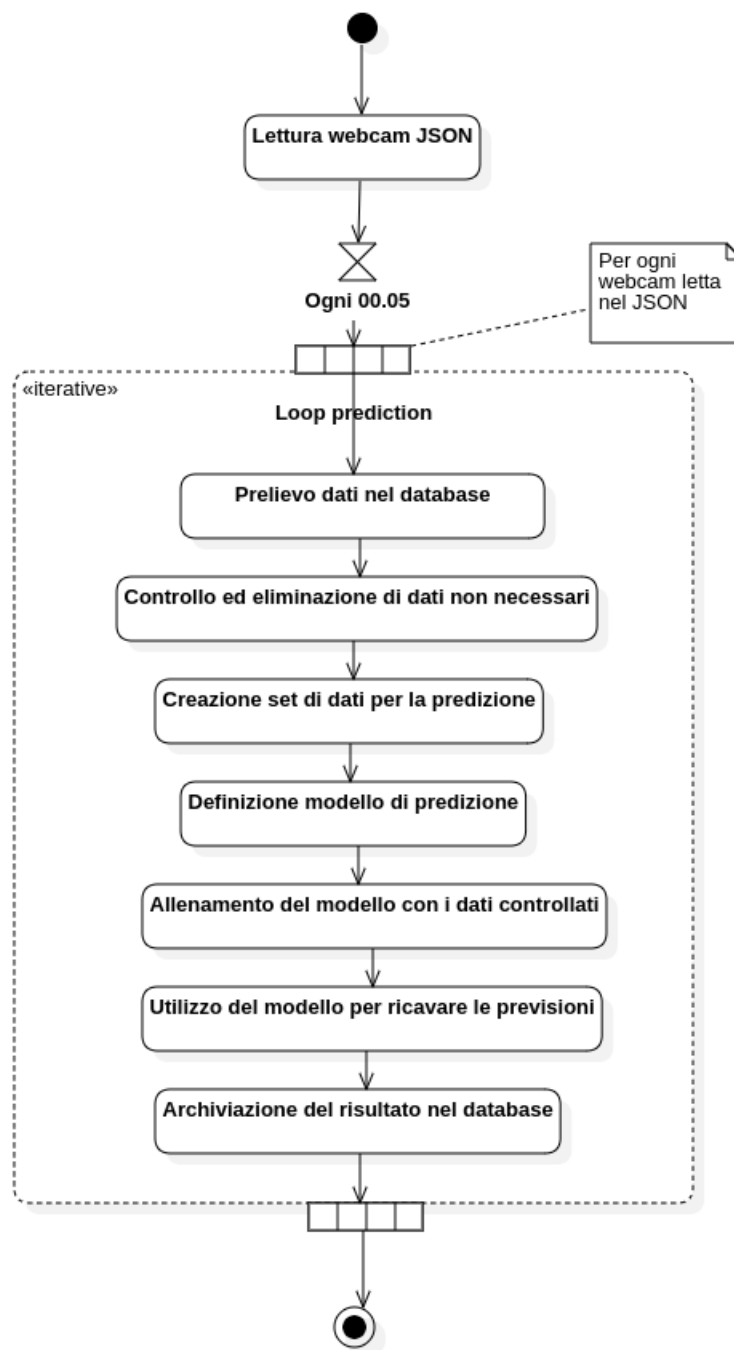 Lettura webcam JSON
Per ogni
webcam letta
nel JSON
Ogni 00.05
«iterative»
Loop prediction
Prelievo dati nel database
Controllo ed eliminazione di dati non necessari
Creazione set di dati per la predizione
Definizione modello di predizione
Allenamento del modello con i dati controllati
Utilizzo del modello per ricavare le previsioni
Archiviazione del risultato nel database